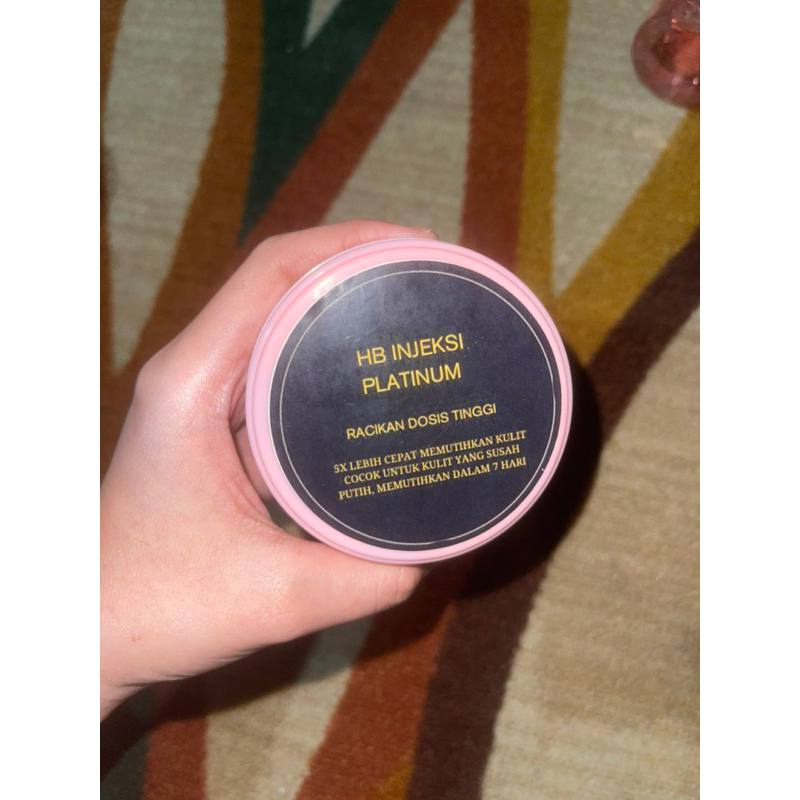 HB INJEKSI
PLATINUM
RACIKAN DOSIS TINGGI
5X LEBIH CEPAT MEMUTIHKAN KULIT
COCOK UNTUK KULIT YANG SUSAH
PUTIH, MEMUTIHKAN DALAM 7 HARI